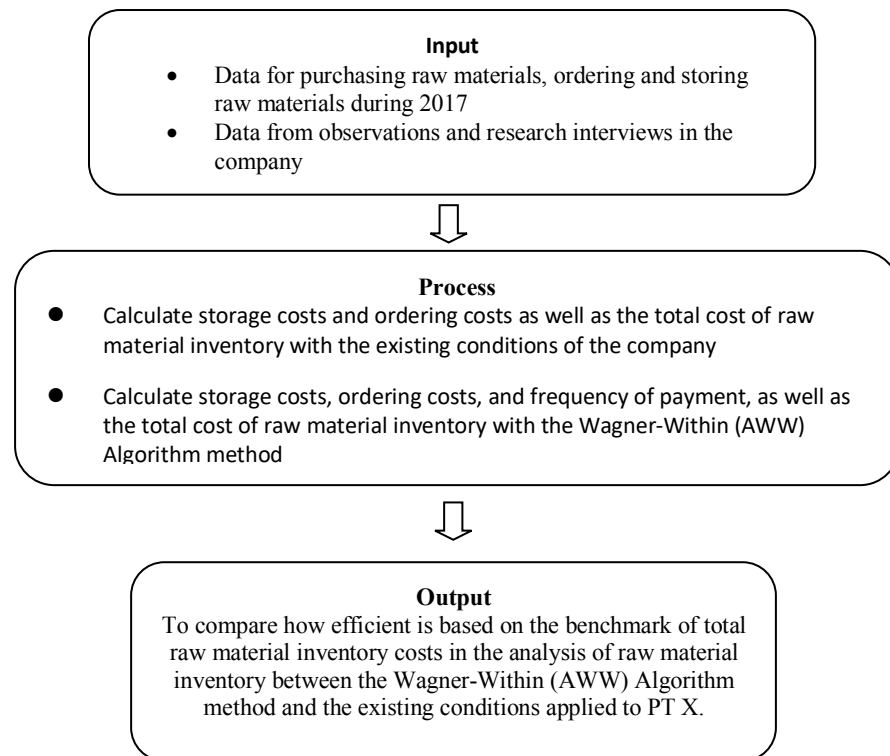 Input
• Data for purchasing raw materials, ordering and storing
raw materials during 2017
• Data from observations and research interviews in the
company
Process
● Calculate storage costs and ordering costs as well as the total cost of raw
material inventory with the existing conditions of the company
● Calculate storage costs, ordering costs, and frequency of payment, as well as
the total cost of raw material inventory with the Wagner-Within (AWW)
Algorithm method
Output
To compare how efficient is based on the benchmark of total
raw material inventory costs in the analysis of raw material
inventory between the Wagner-Within (AWW) Algorithm
method and the existing conditions applied to PT X.